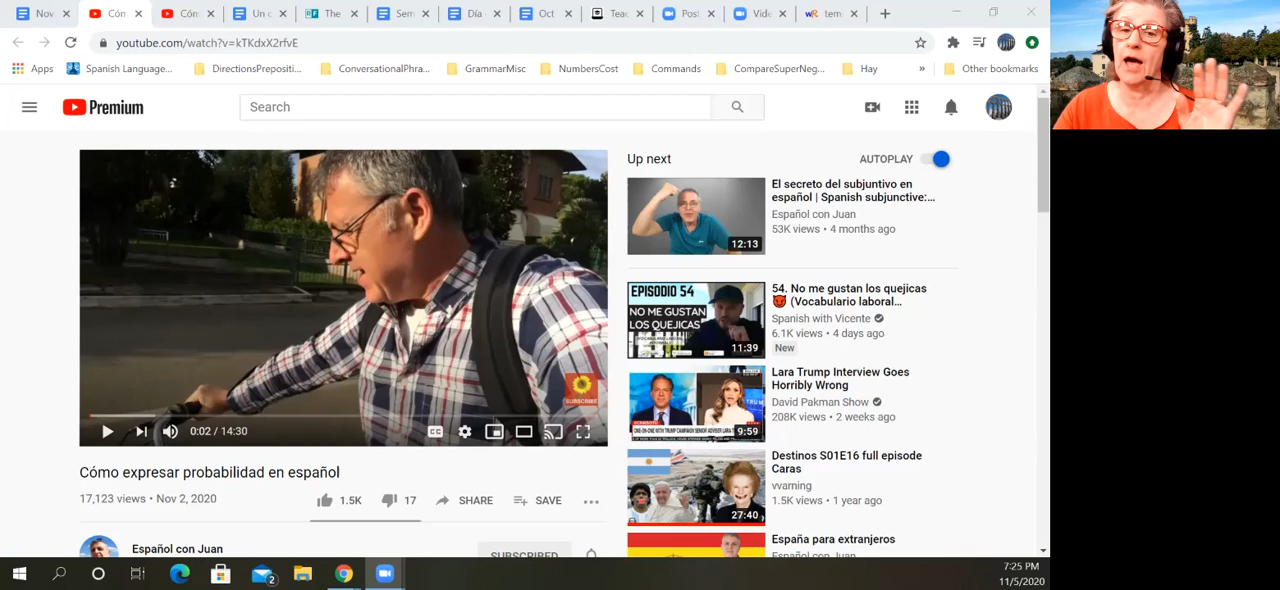 Nov
Cón
Cón
Un c
The
Sem
Día
Oct
Teac
Post
Vide
tem
youtube.com/watch?v=kTKdxX2rfvE
Apps
Spanish Language...
DirectionsPrepositi...
ConversationalPhra...
GrammarMisc
NumbersCost
Commands
CompareSuperNeg...
Hay
»
Other bookmarks
Premium
Search
SUBSCRIBE
0:02 / 14:30
CC
Cómo expresar probabilidad en español
17,123 views • Nov 2, 2020
1.5K
17
SHARE
SAVE
Español con Juan
SUBSCRIBED
Up next
AUTOPLAY
12:13
El secreto del subjuntivo en
español | Spanish subjunctive:...
Español con Juan
53K views • 4 months ago
EPISODIO 54
NO ME GUSTAN
LOS QUEJICAS
11:39
54. No me gustan los quejicas
😈 (Vocabulario laboral...
Spanish with Vicente
6.1K views • 4 days ago
New
9:59
Lara Trump Interview Goes
Horribly Wrong
David Pakman Show
208K views • 2 weeks ago
27:40
Destinos S01E16 full episode
Caras
vvarning
1.5K views • 1 year ago
España para extranjeros
Español con Juan
2
7:25 PM
11/5/2020